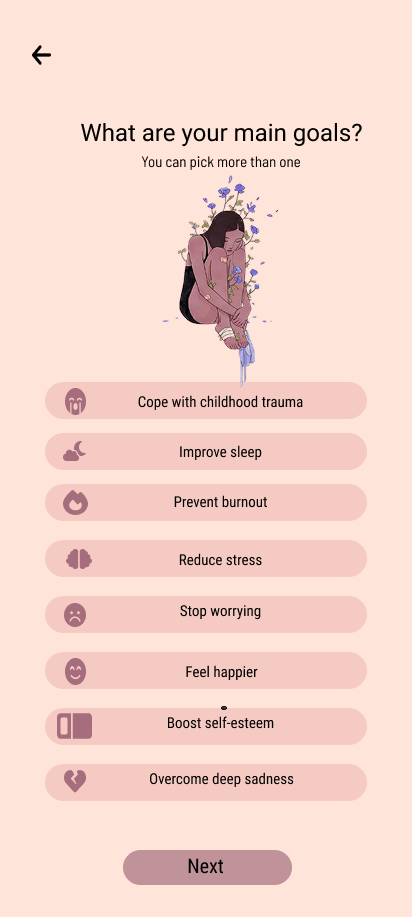 What are your main goals?
You can pick more than one
Cope with childhood trauma
Improve sleep
Prevent burnout
Reduce stress
Stop worrying
Feel happier
Boost self-esteem
Overcome deep sadness
Next